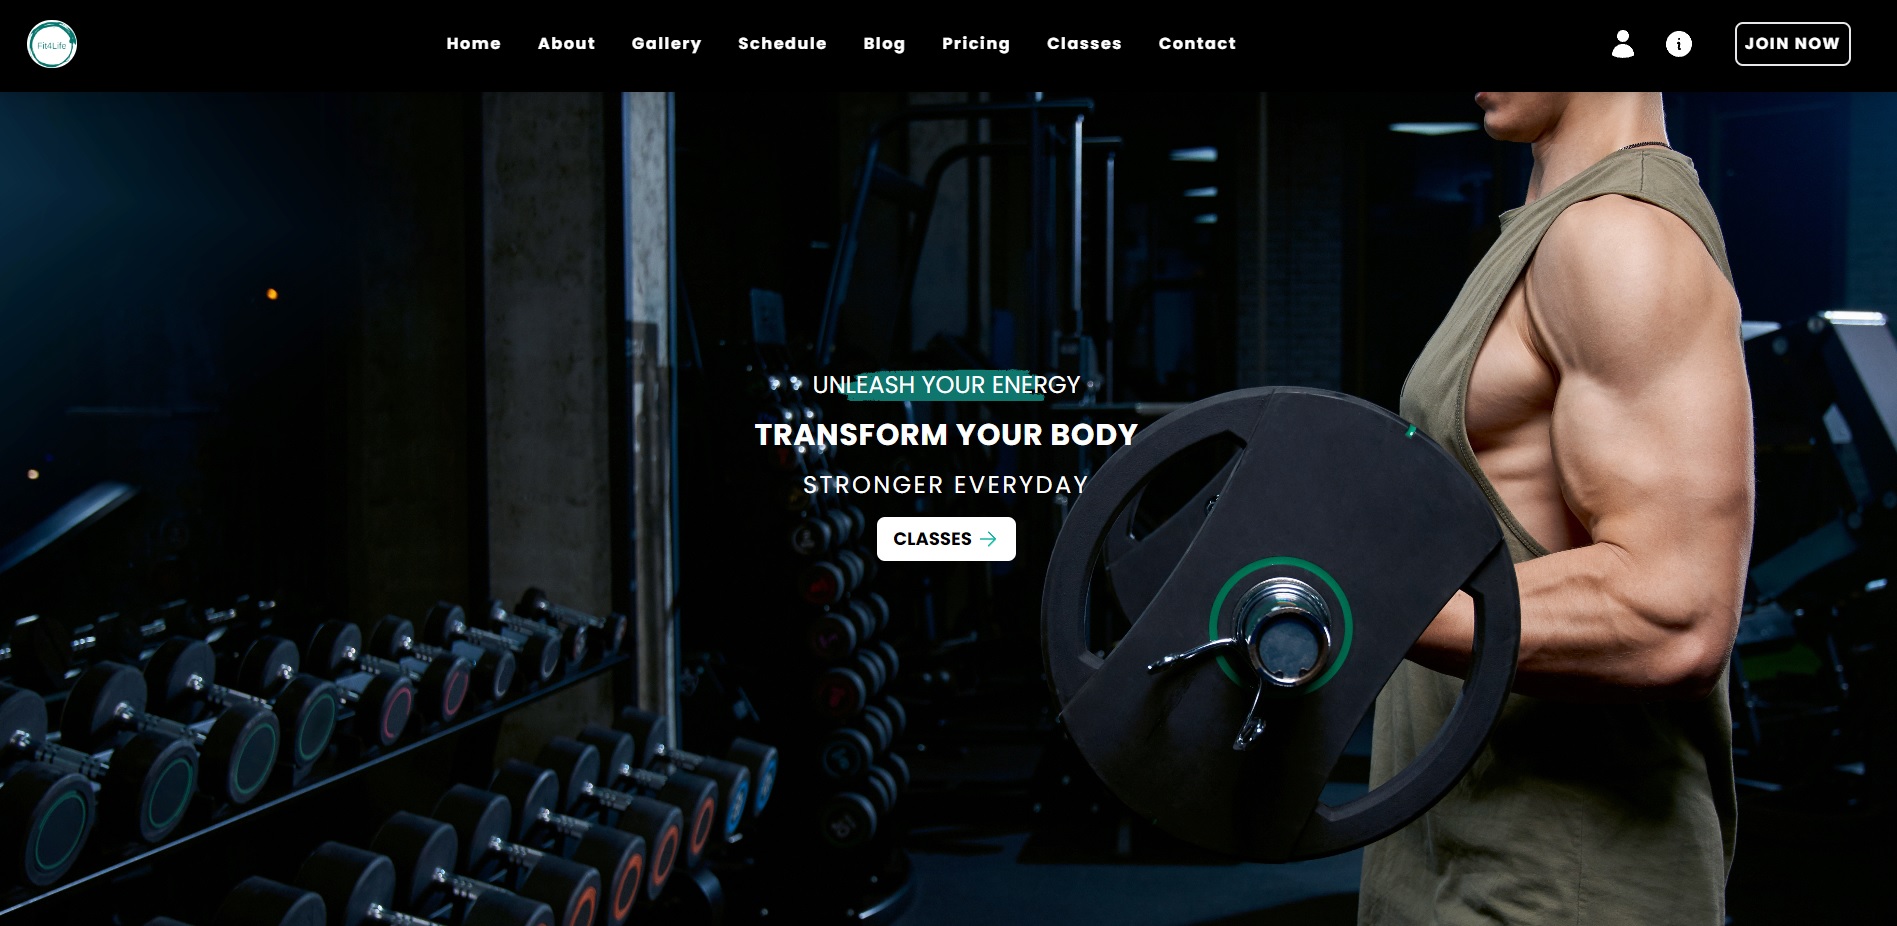 Fit4Life
Home About Gallery Schedule Blog Pricing Classes Contact
i
JOIN NOW
UNLEASH YOUR ENERGY
TRANSFORM YOUR BODY
STRONGER EVERYDAY
CLASSES